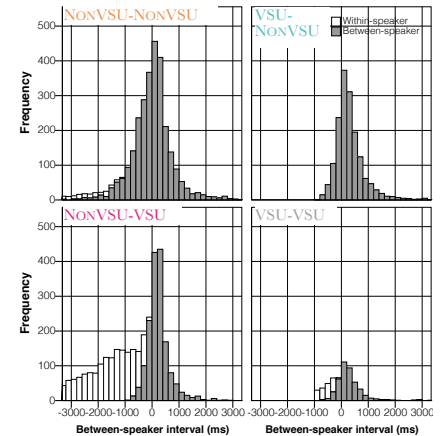 NONVSU-NONVSU
VSU-
NONVSU
Within-speaker
Between-speaker
500
400
300
200
100
0
Frequency
NONVSU-VSU
VSU-VSU
500
400
300
200
100
0
Frequency
-3000 -2000 -1000 0 1000 2000 3000
-3000 -2000 -1000 0 1000 2000 3000
Between-speaker interval (ms)
Between-speaker interval (ms)